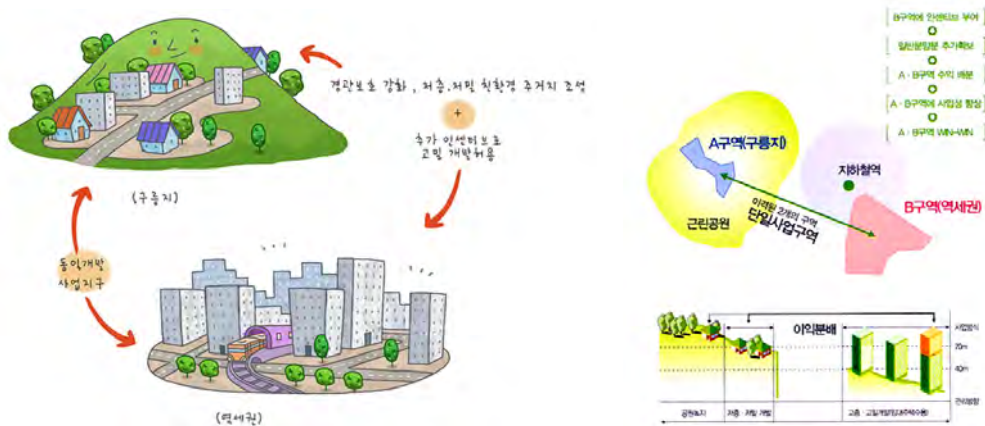 경관보호 강화, 저층.저밀 친환경 주거지 조성
+
추가 인센티브로
고밀 개발허용
(구릉지)
동일개발
사업지구
(역세권)
B구역에 인센티브 부여
일반분양분 추가확보
A·B구역 수익 배분
A·B구역에 사업성 향상
A·B구역 WIN-WIN
A구역(구릉지)
지하철역
B구역(역세권)
이격된 2개의 구역
단일사업구역
근린공원
이익분배
사업방식
70m
40m
공원녹지
저층·저밀 개발